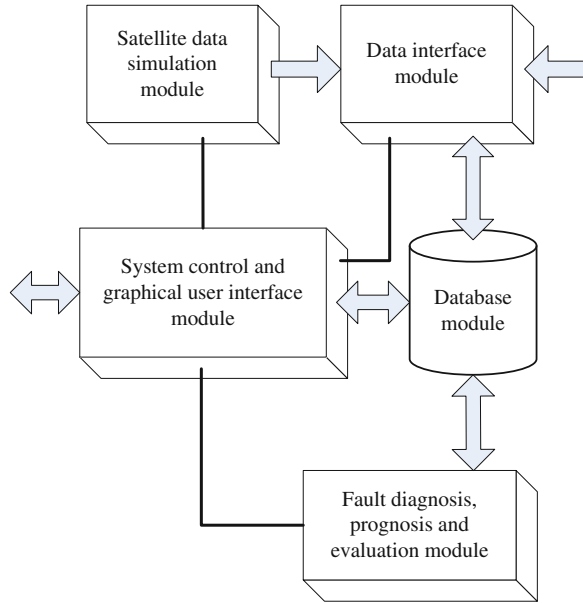 Satellite data
simulation
module
Data interface
module
System control and
graphical user interface
module
Database
module
Fault diagnosis,
prognosis and
evaluation module